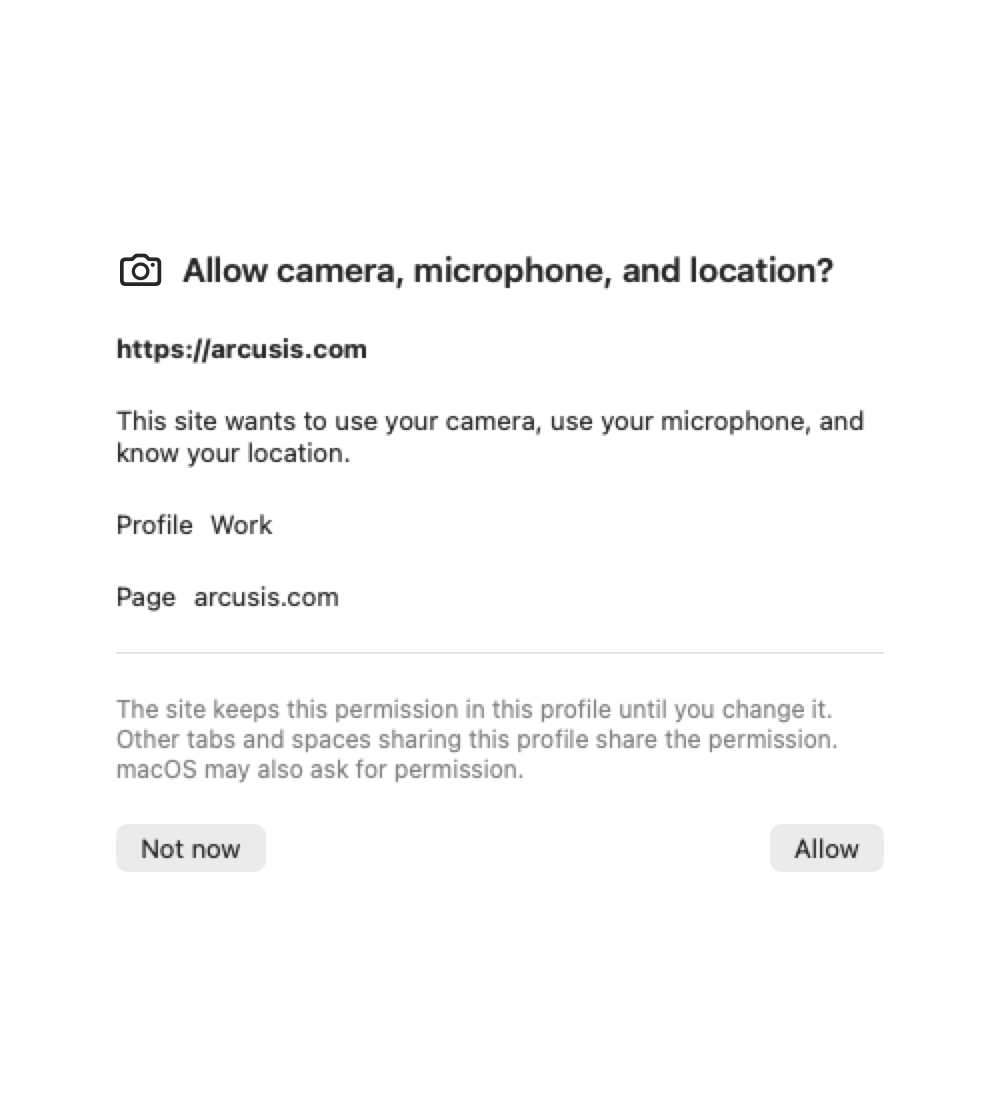 Allow camera, microphone, and location?
https://arcusis.com
This site wants to use your camera, use your microphone, and
know your location.
Profile Work
Page arcusis.com
The site keeps this permission in this profile until you change it.
Other tabs and spaces sharing this profile share the permission.
macOS may also ask for permission.
Not now
Allow